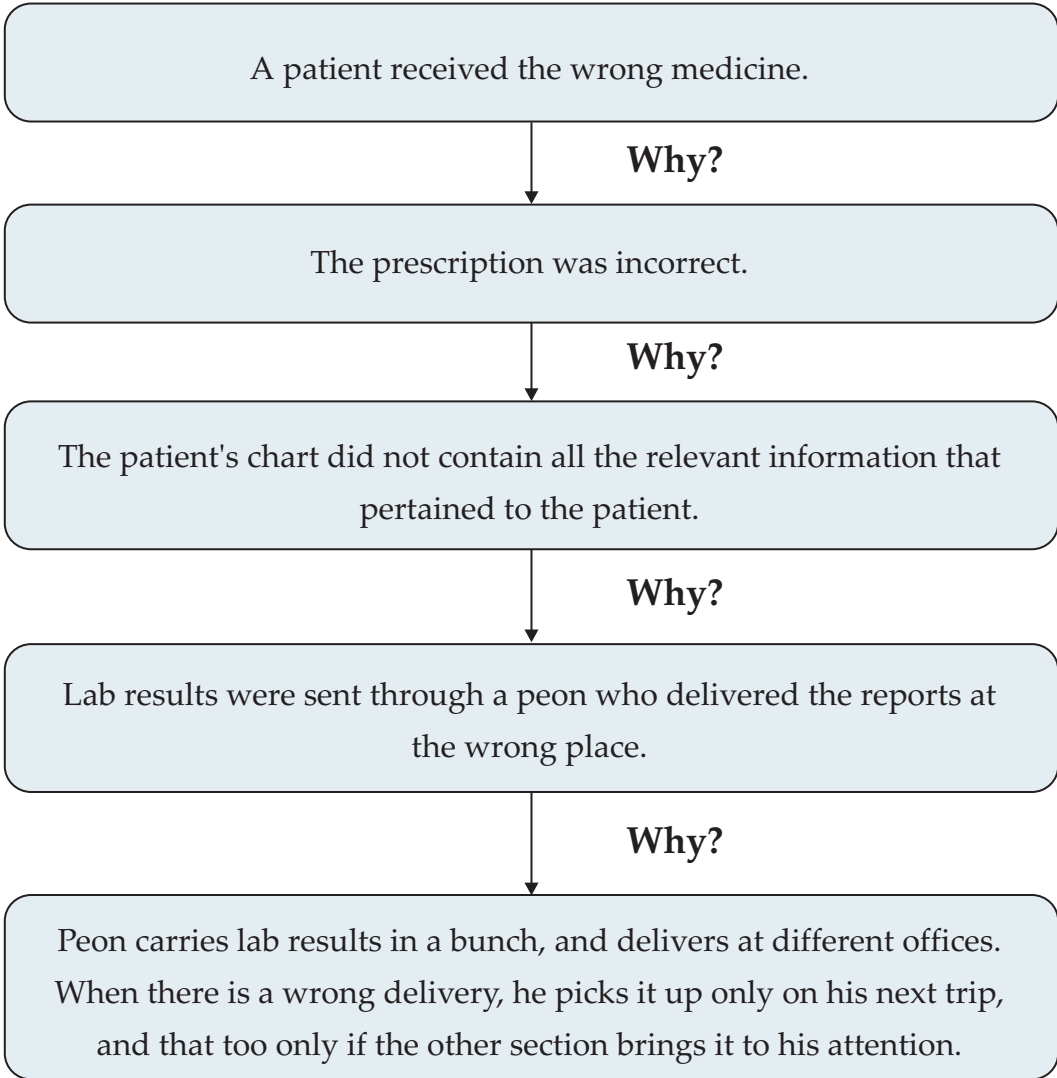 A patient received the wrong medicine.
Why?
The prescription was incorrect.
Why?
The patient's chart did not contain all the relevant information that
pertained to the patient.
Why?
Lab results were sent through a peon who delivered the reports at
the wrong place.
Why?
Peon carries lab results in a bunch, and delivers at different offices.
When there is a wrong delivery, he picks it up only on his next trip,
and that too only if the other section brings it to his attention.